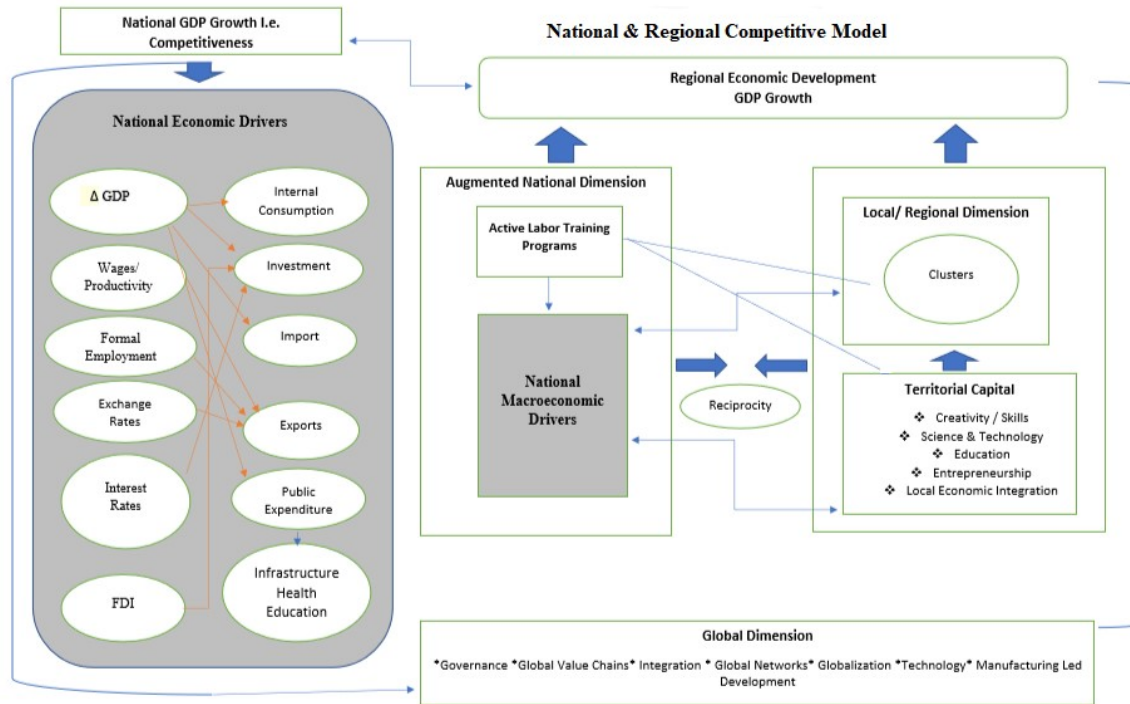 National GDP Growth I.e.
Competitiveness
National & Regional Competitive Model
Regional Economic Development
GDP Growth
National Economic Drivers
Δ GDP
Internal
Consumption
Wages/
Productivity
Investment
Formal
Employment
Import
Exchange
Rates
Exports
Interest
Rates
Public
Expenditure
FDI
Infrastructure
Health
Education
Augmented National Dimension
Active Labor Training
Programs
National
Macroeconomic
Drivers
Reciprocity
Local/ Regional Dimension
Clusters
Territorial Capital
❖ Creativity / Skills
❖ Science & Technology
❖ Education
❖ Entrepreneurship
❖ Local Economic Integration
Global Dimension
*Governance *Global Value Chains* Integration * Global Networks* Globalization *Technology* Manufacturing Led
Development